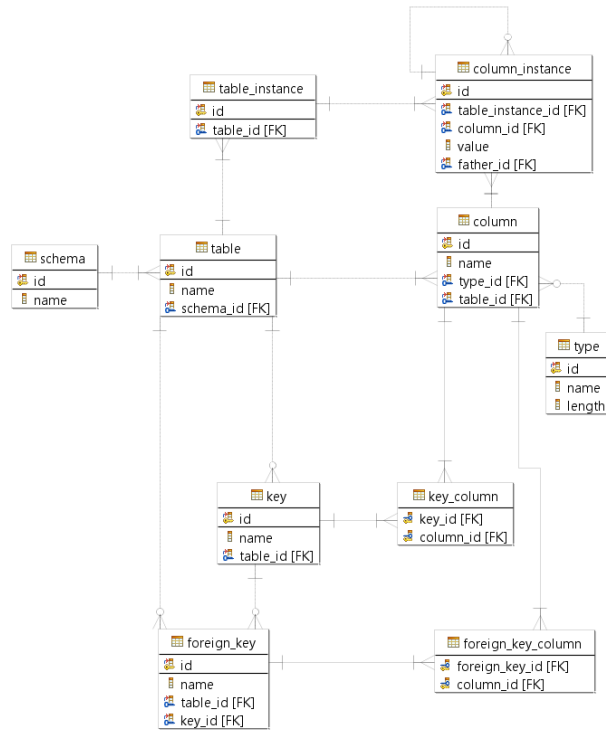 column_instance
id
table_instance_id [FK]
column_id [FK]
value
father_id [FK]
table_instance
id
table_id [FK]
column
id
name
type_id [FK]
table_id [FK]
schema
id
name
table
id
name
schema_id [FK]
type
id
name
length
key
id
name
table_id [FK]
key_column
key_id [FK]
column_id [FK]
foreign_key
id
name
table_id [FK]
key_id [FK]
foreign_key_column
foreign_key_id [FK]
column_id [FK]